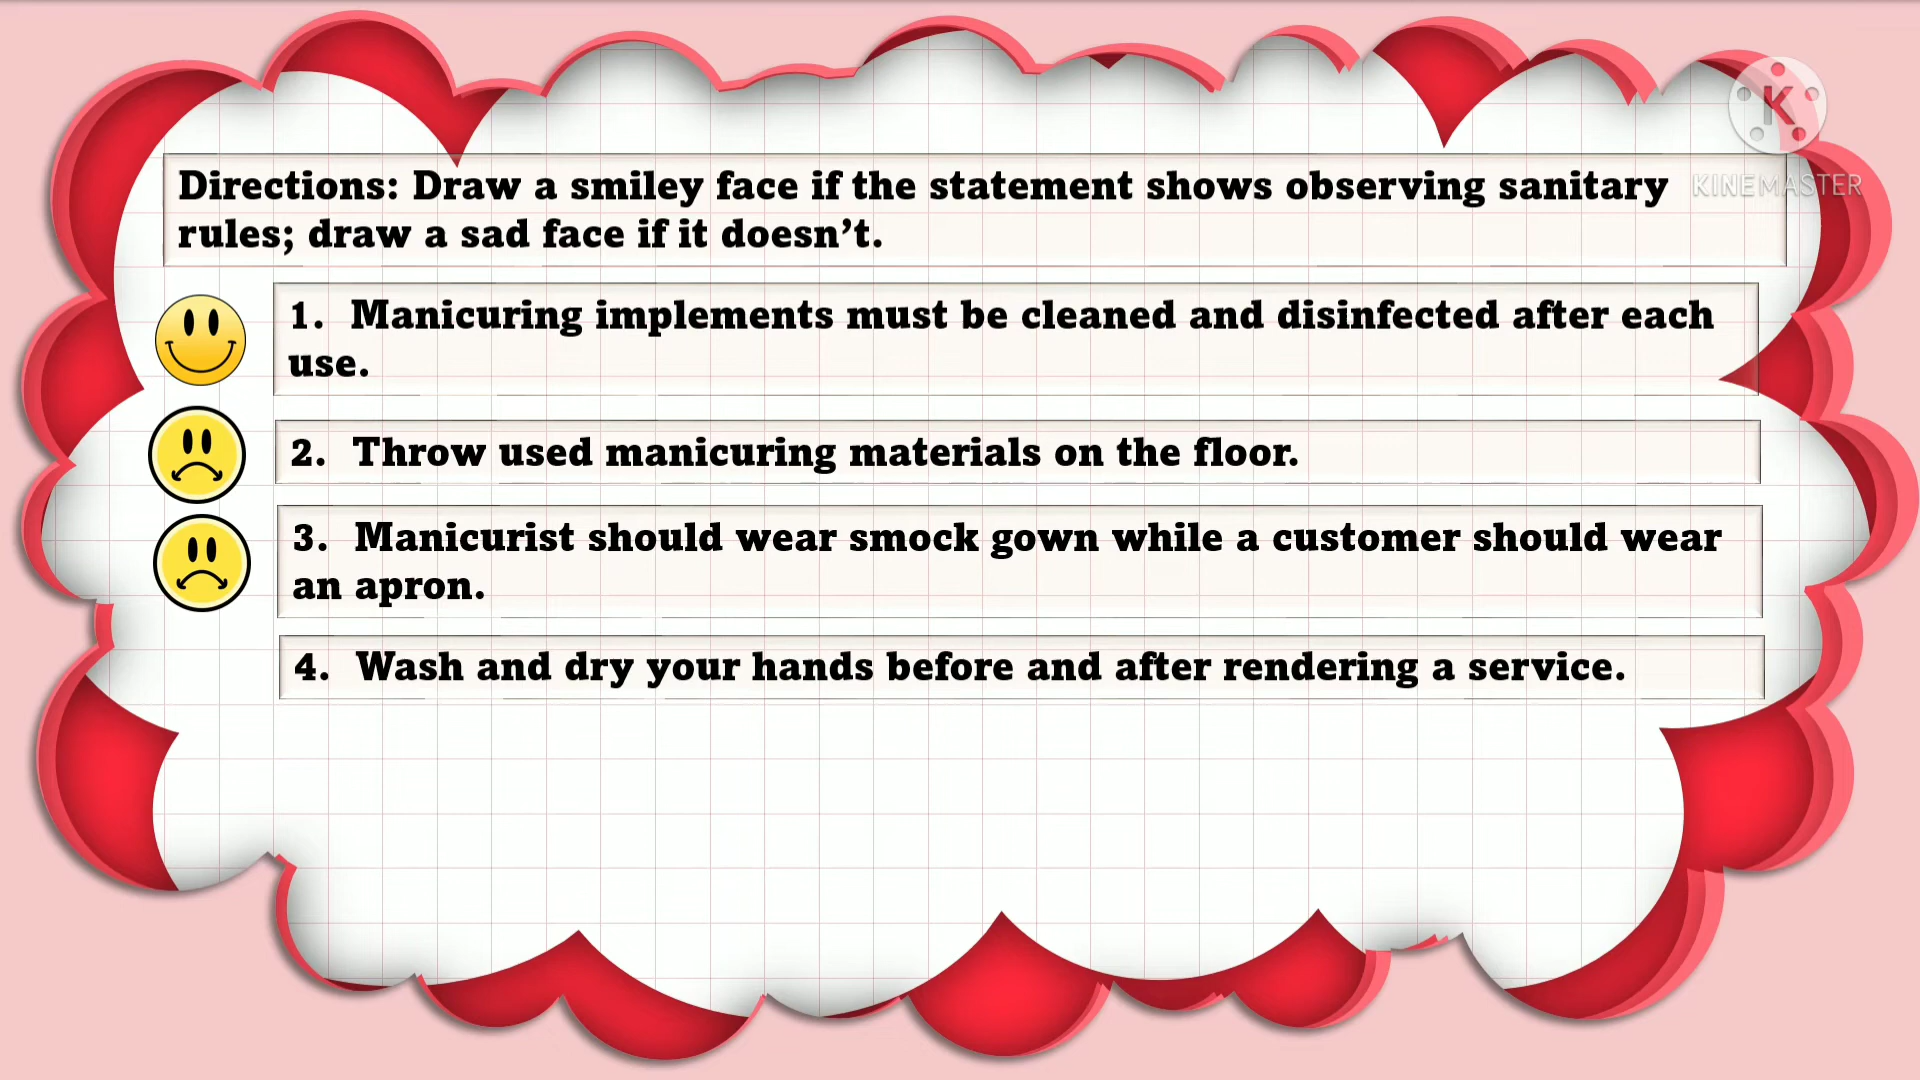 Directions: Draw a smiley face if the statement shows observing sanitary
rules; draw a sad face if it doesn’t.
K
KINEMASTER
1. Manicuring implements must be cleaned and disinfected after each
use.
2. Throw used manicuring materials on the floor.
3. Manicurist should wear smock gown while a customer should wear
an apron.
4. Wash and dry your hands before and after rendering a service.